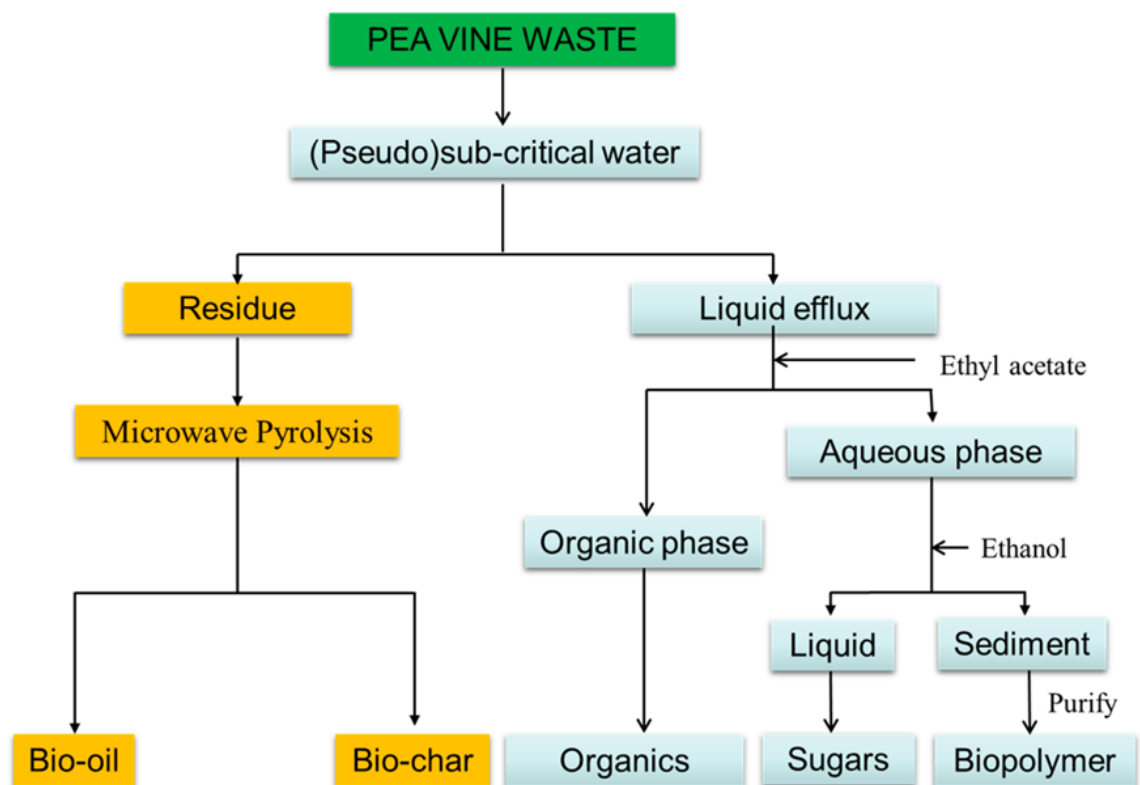 PEA VINE WASTE
(Pseudo)sub-critical water
Residue
Liquid efflux
Ethyl acetate
Microwave Pyrolysis
Aqueous phase
Organic phase
Ethanol
Liquid
Sediment
Purify
Bio-oil
Bio-char
Organics
Sugars
Biopolymer